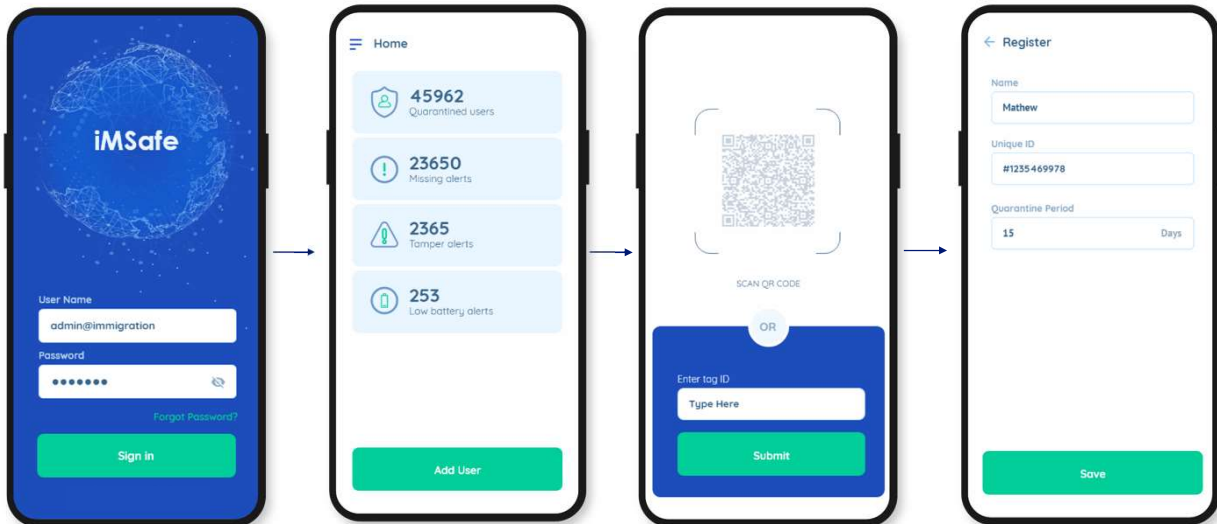 iMSafe
User Name
admin@immigration
Password
Forgot Password?
Sign in
Home
45962
Quarantined users
23650
Missing alerts
2365
Tamper alerts
253
Low battery alerts
Add User
SCAN QR CODE
OR
Enter tag ID
Type Here
Submit
Register
Name
Mathew
Unique ID
#1235469978
Quarantine Period
15 Days
Save